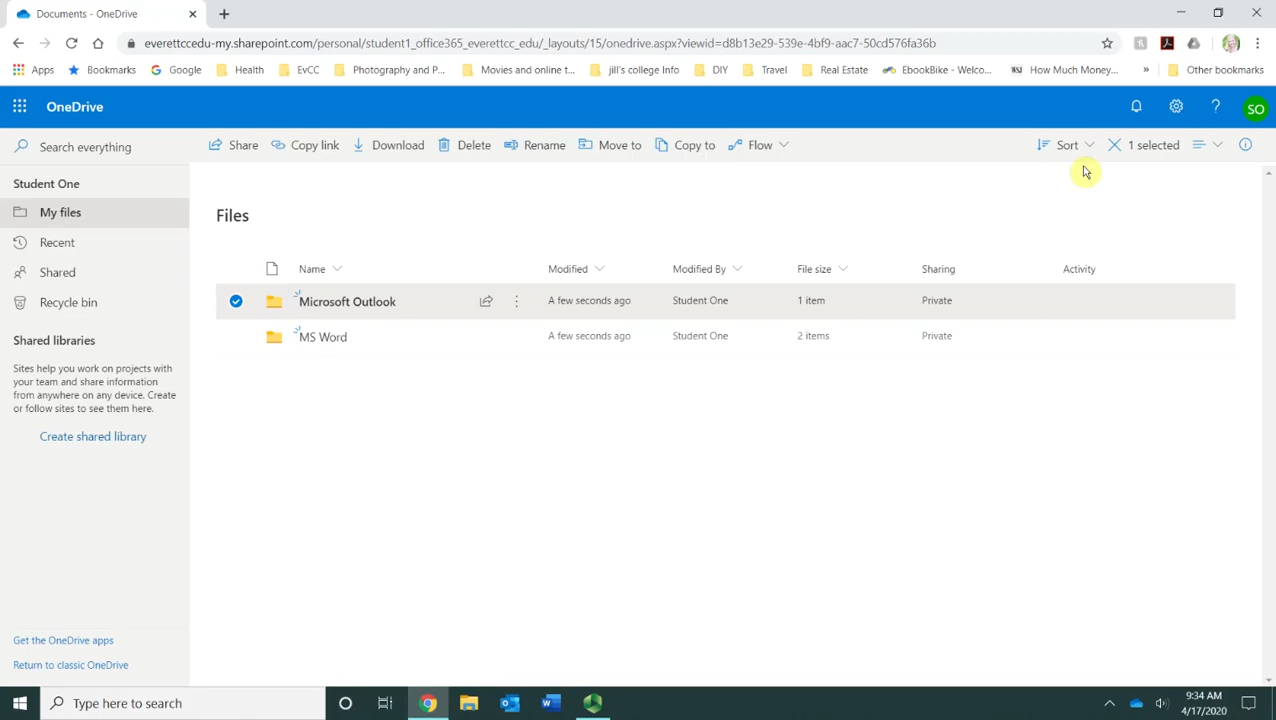 Documents - OneDrive
everettccedu-my.sharepoint.com/personal/student1_office365_everettcc_edu/_layouts/15/onedrive.aspx?viewid=d8b13e29-539e-4bf9-aac7-50cd576fa36b
Apps Bookmarks Google Health EvCC Photography and P... Movies and online t... jill's college Info DIY Travel Real Estate EbookBike - Welco... WSJ How Much Money... » Other bookmarks
OneDrive ? SO
Search everything Share Copy link Download Delete Rename Move to Copy to Flow Sort 1 selected
Student One
My files
Recent
Shared
Recycle bin
Shared libraries
Sites help you work on projects with
your team and share information
from anywhere on any device. Create
or follow sites to see them here.
Create shared library
Get the OneDrive apps
Return to classic OneDrive
Files
Name Modified Modified By File size Sharing Activity
Microsoft Outlook A few seconds ago Student One 1 item Private
MS Word A few seconds ago Student One 2 items Private
Type here to search
9:34 AM
4/17/2020